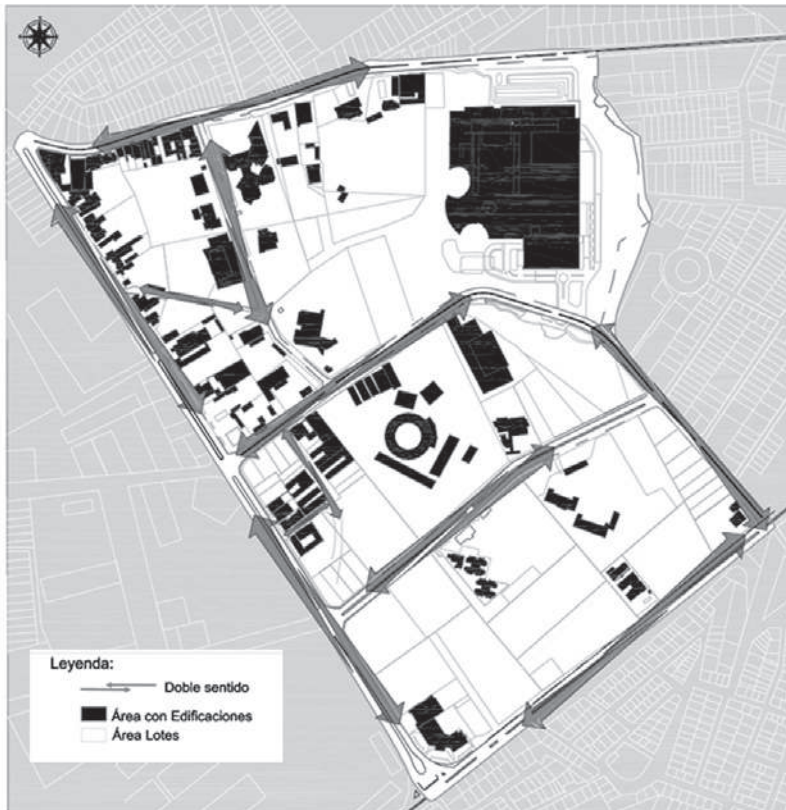 Leyenda:
Doble sentido
Área con Edificaciones
Área Lotes